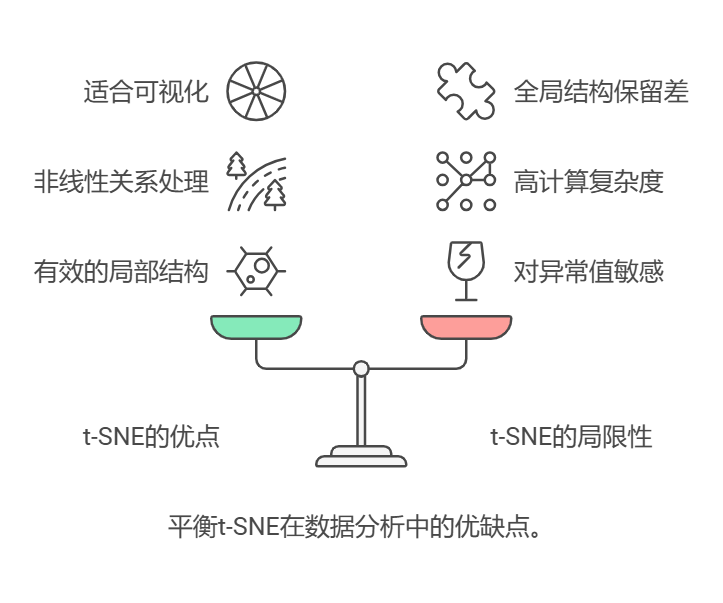 适合可视化
全局结构保留差
非线性关系处理
高计算复杂度
有效的局部结构
对异常值敏感
t-SNE的优点
t-SNE的局限性
平衡t-SNE在数据分析中的优缺点。